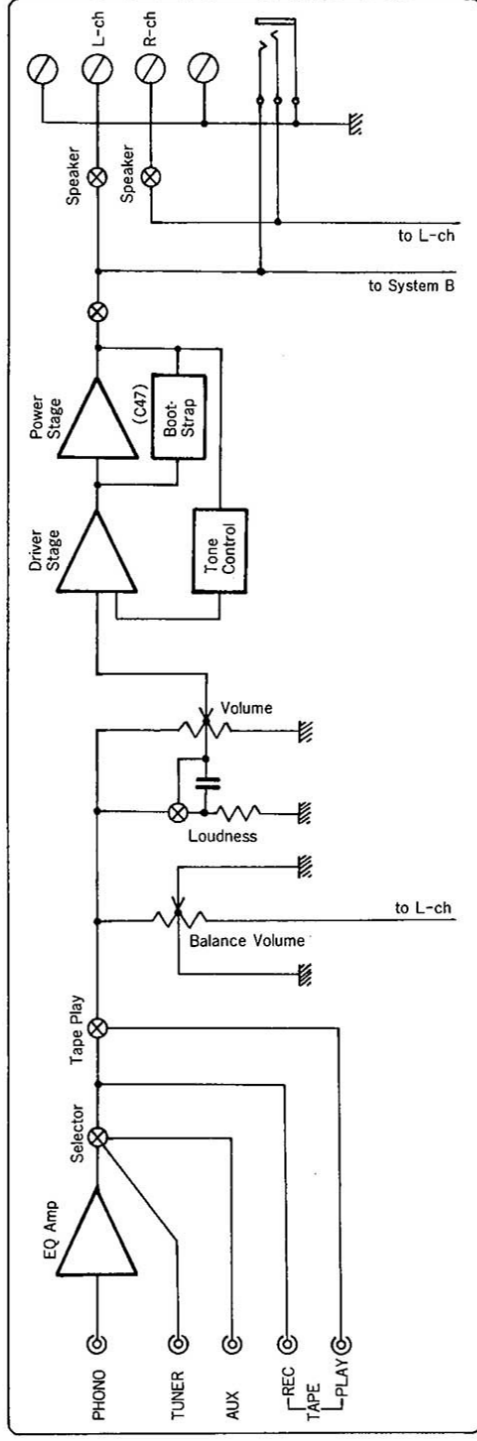 PHONO
TUNER
AUX
REC
TAPE
PLAY
EQ Amp
Selector
Tape Play
Balance Volume
to L-ch
Loudness
Volume
Driver
Stage
Tone
Control
Power
Stage
(C47)
Boot-
Strap
Speaker
Speaker
L-ch
R-ch
to L-ch
to System B